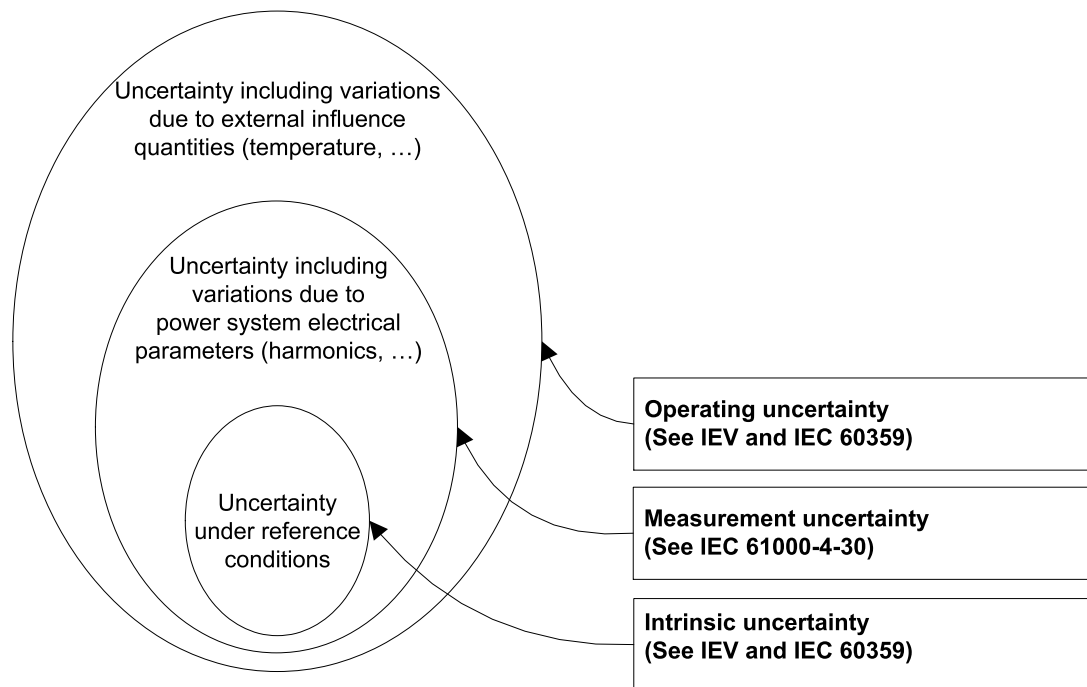 Uncertainty including variations
due to external influence
quantities (temperature, …)
Uncertainty including
variations due to
power system electrical
parameters (harmonics, …)
Uncertainty
under reference
conditions
Operating uncertainty
(See IEV and IEC 60359)
Measurement uncertainty
(See IEC 61000-4-30)
Intrinsic uncertainty
(See IEV and IEC 60359)